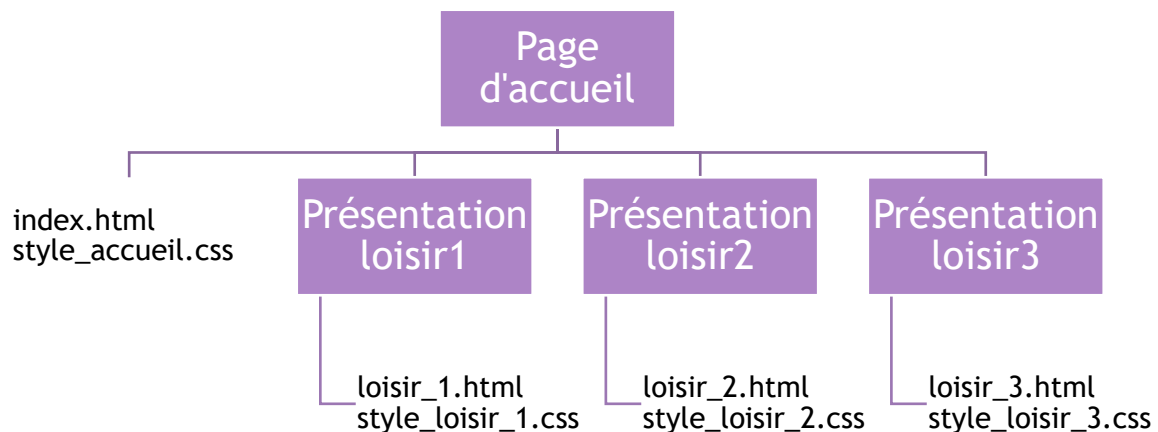 Page
d'accueil
index.html
style_accueil.css
Présentation
loisir1
Présentation
loisir2
Présentation
loisir3
loisir_1.html
style_loisir_1.css
loisir_2.html
style_loisir_2.css
loisir_3.html
style_loisir_3.css